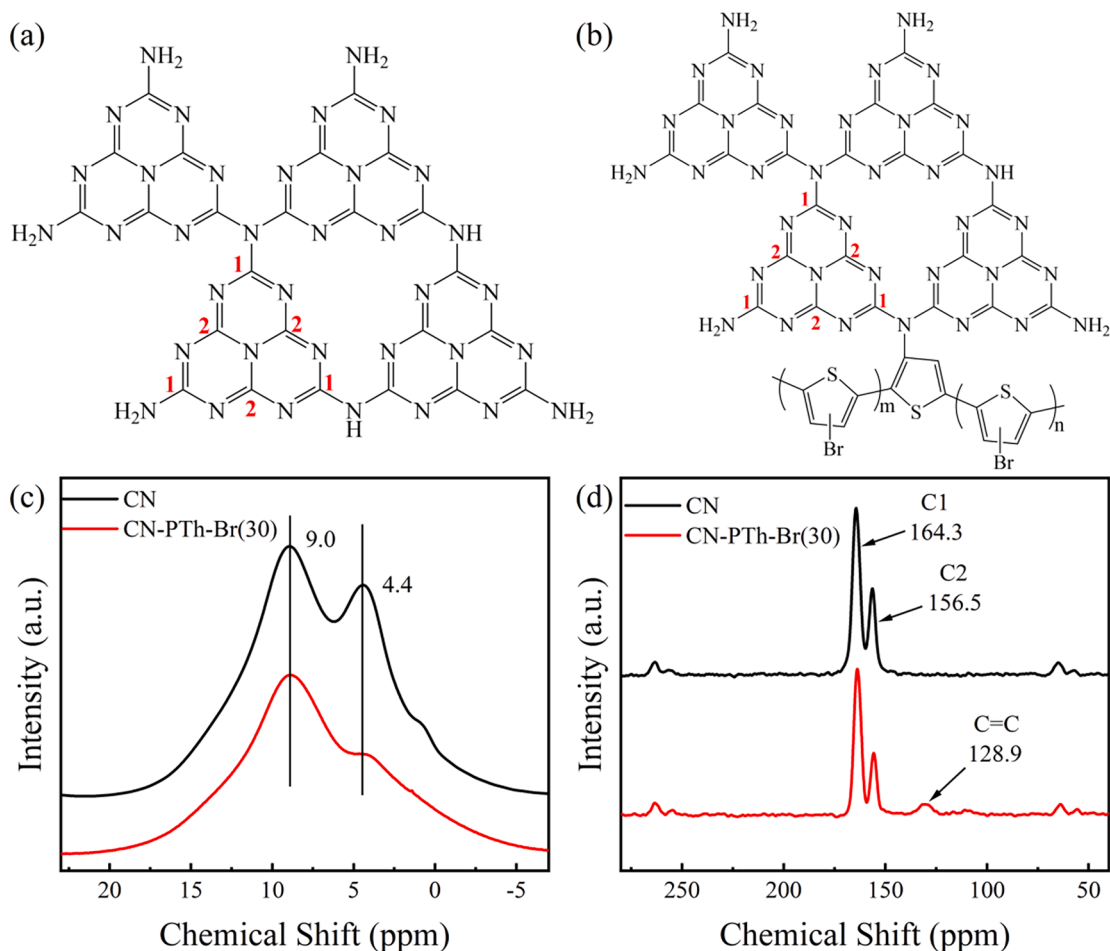 (a)
NH₂ NH₂
N N N N
N N
N N N N N N
H₂N N N N N N N NH
1
N N N N
2 2
N N N N N N
1 1
H₂N N N N N N N NH₂
2 H
(b)
NH₂ NH₂
N N N N
N N
N N N N N N
H₂N N N N N N N NH
1
N N N N
2 2
N N N N N N
1 1
H₂N N N N N N N NH₂
2
S S
m S n
Br Br
(c)
CN
CN-PTh-Br(30)
9.0
4.4
Intensity (a.u.)
20 15 10 5 0 -5
Chemical Shift (ppm)
(d)
CN
CN-PTh-Br(30)
C1
164.3
C2
156.5
C=C
128.9
Intensity (a.u.)
250 200 150 100 50
Chemical Shift (ppm)